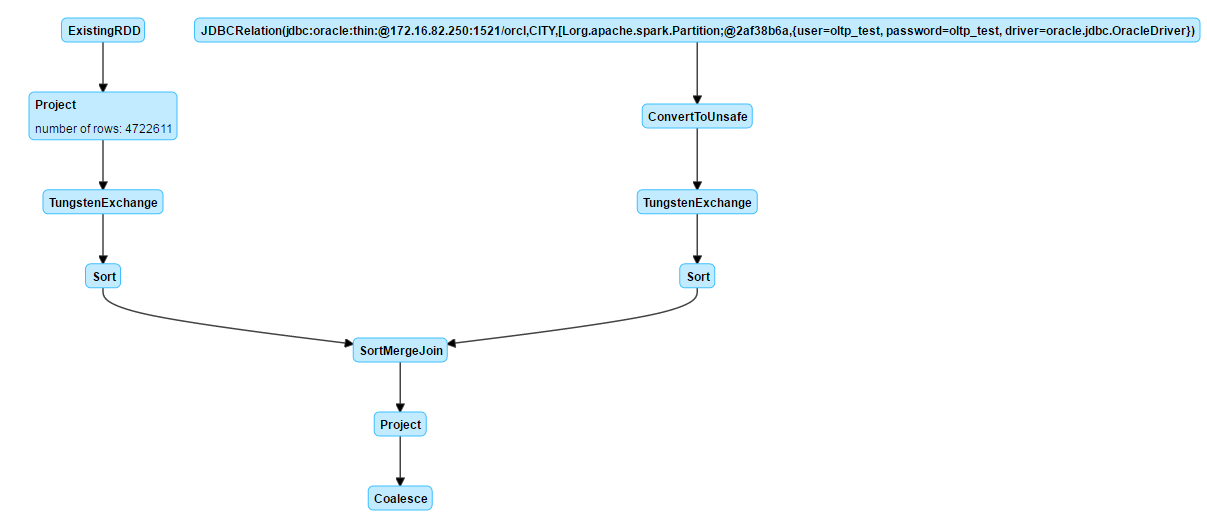 ExistingRDD
JDBCRelation(jdbc:oracle:thin:@172.16.82.250:1521/orcl,CITY,[Lorg.apache.spark.Partition;@2af38b6a,{user=oltp_test, password=oltp_test, driver=oracle.jdbc.OracleDriver})
Project
number of rows: 4722611
ConvertToUnsafe
TungstenExchange
TungstenExchange
Sort
Sort
SortMergeJoin
Project
Coalesce